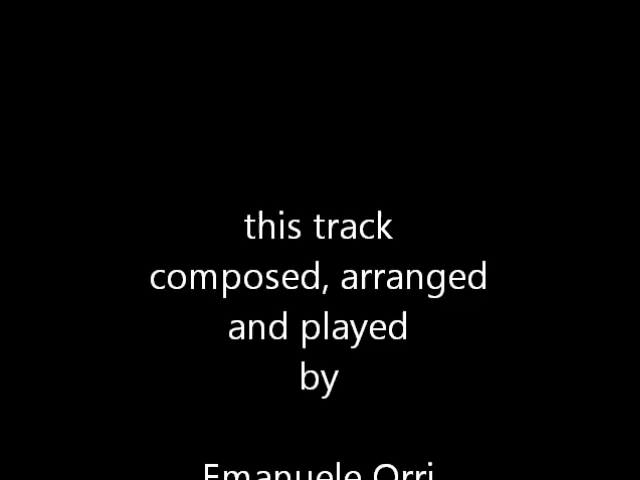 this track
composed, arranged
and played
by
Emanuele Orri